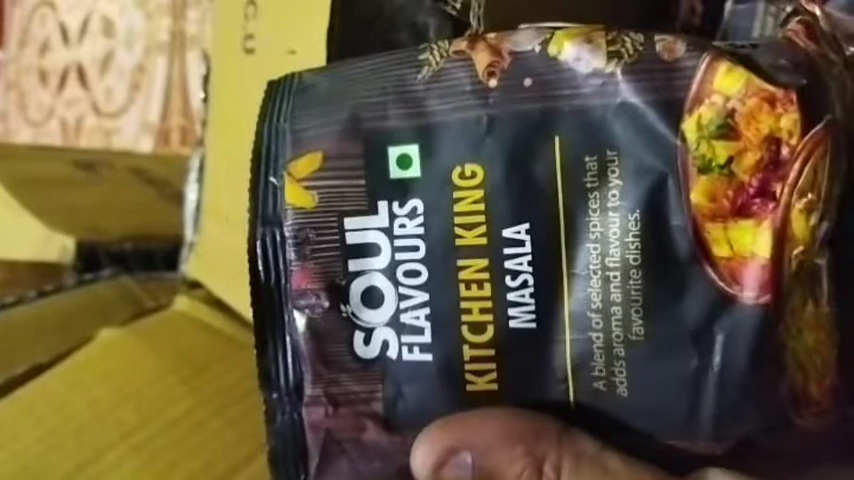 SOUL
FLAVOURS
KITCHEN KING
MASALA
A blend of selected spices that
adds aroma and flavour to your
favourite dishes.